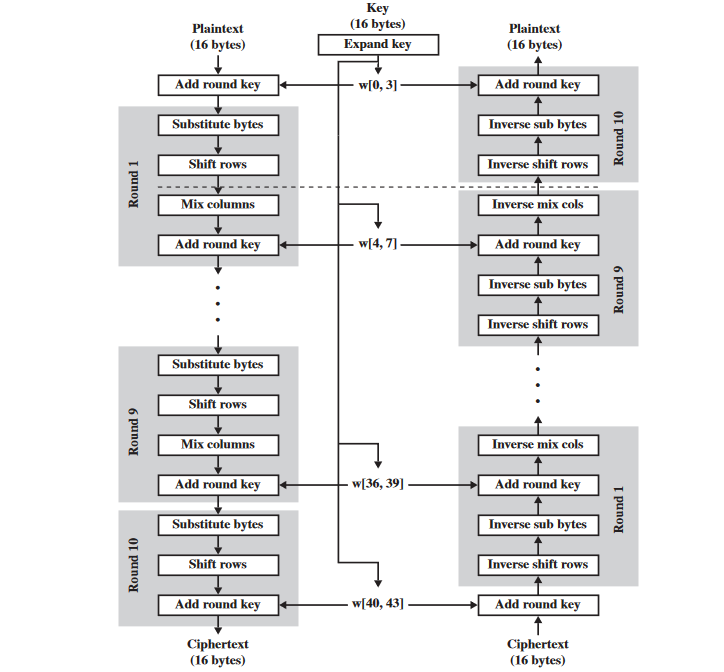 Key
(16 bytes)
Expand key
Plaintext
(16 bytes)
Add round key
Round 1
Substitute bytes
Shift rows
Mix columns
Add round key
Round 9
Substitute bytes
Shift rows
Mix columns
Add round key
Round 10
Substitute bytes
Shift rows
Add round key
Ciphertext
(16 bytes)
w[0, 3]
w[4, 7]
w[36, 39]
w[40, 43]
Plaintext
(16 bytes)
Add round key
Inverse sub bytes
Inverse shift rows
Round 10
Inverse mix cols
Add round key
Inverse sub bytes
Inverse shift rows
Round 9
Inverse mix cols
Add round key
Inverse sub bytes
Inverse shift rows
Round 1
Add round key
Ciphertext
(16 bytes)